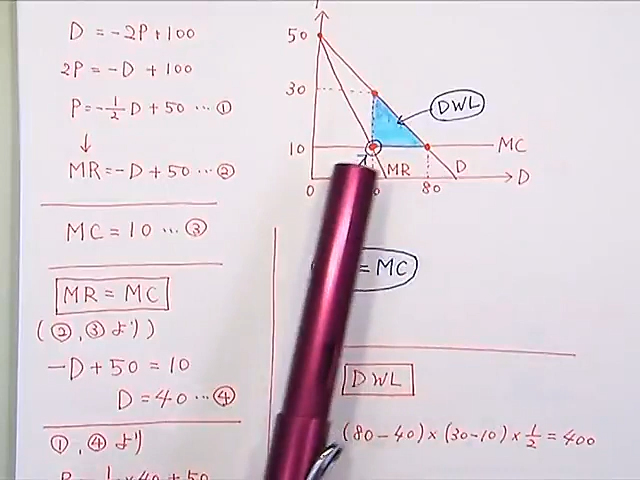 D = -2P+100
2P = -D + 100
P = -1/2 D + 50 … ①
↓
MR = -D + 50 … ②
MC = 10 … ③
MR = MC
(②, ③より)
-D + 50 = 10
D = 40 … ④
①, ④より
50
30
10
0
80
DWL
MC
MR
D
D
= MC
DWL
(80-40)×(30-10)×1/2=400